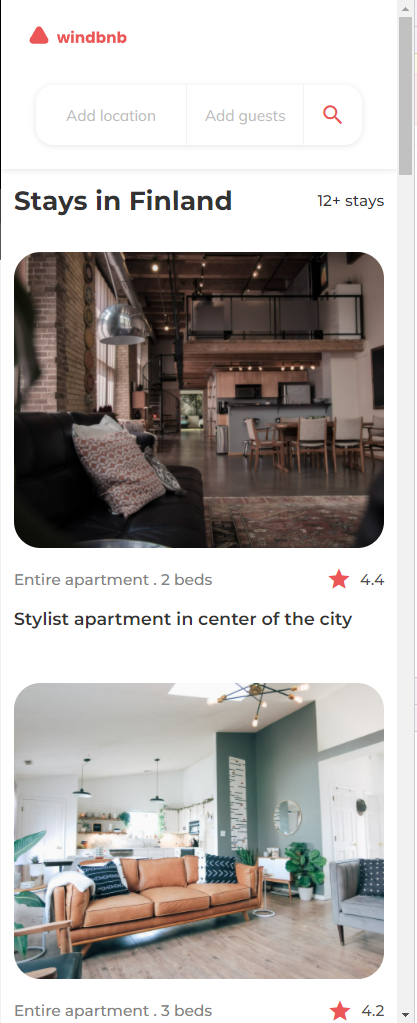 windbnb
Add location Add guests
Stays in Finland 12+ stays
Entire apartment . 2 beds 4.4
Stylist apartment in center of the city
Entire apartment . 3 beds 4.2